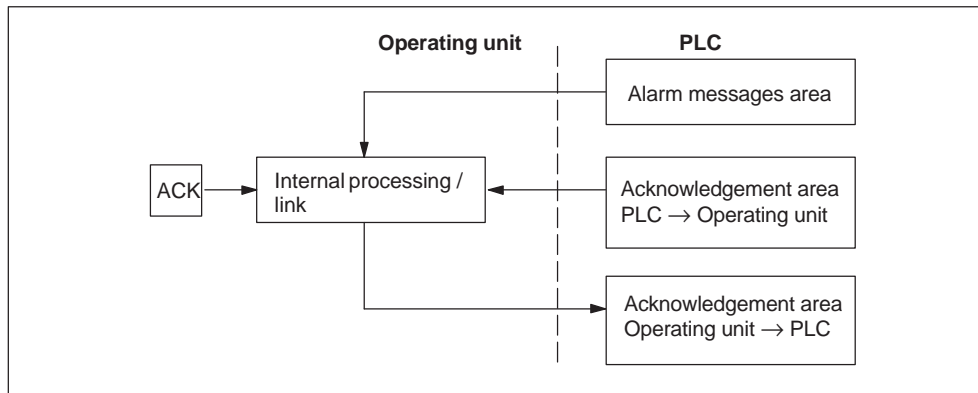 Operating unit
PLC
Alarm messages area
ACK
Internal processing /
link
Acknowledgement area
PLC → Operating unit
Acknowledgement area
Operating unit → PLC